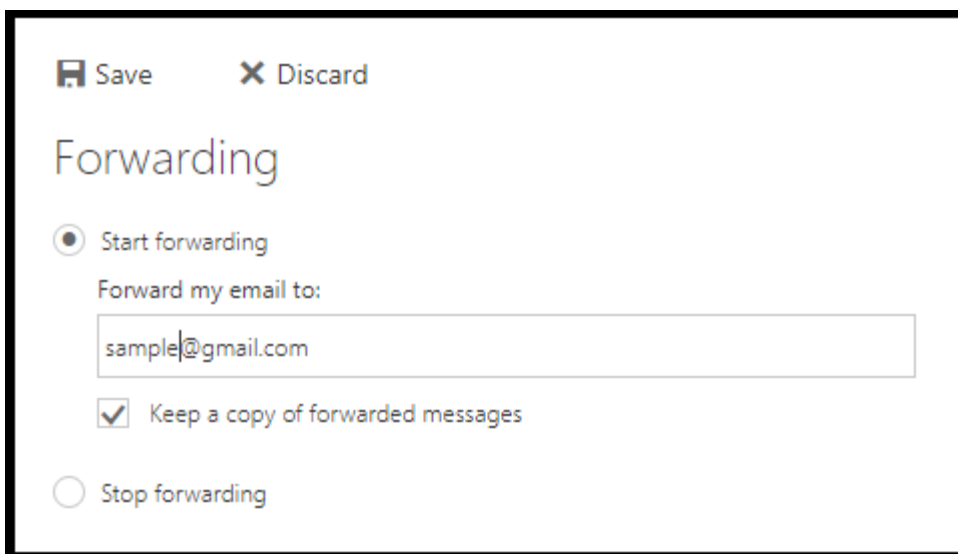 Save Discard
Forwarding
Start forwarding
Forward my email to:
sample@gmail.com
Keep a copy of forwarded messages
Stop forwarding